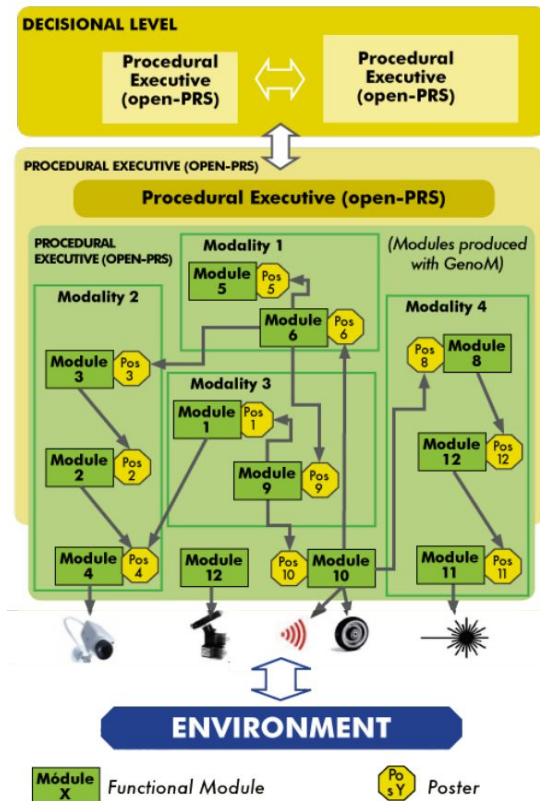 DECISIONAL LEVEL
Procedural
Executive
(open-PRS)
Procedural
Executive
(open-PRS)
PROCEDURAL EXECUTIVE (OPEN-PRS)
Procedural Executive (open-PRS)
PROCEDURAL
EXECUTIVE (OPEN-PRS)
Modality 1
(Modules produced
with GenoM)
Module
5
Pos
5
Module
6
Pos
6
Modality 2
Module
3
Pos
3
Module
2
Pos
2
Module
4
Pos
4
Modality 3
Module
1
Pos
1
Module
9
Pos
9
Modality 4
Pos
8
Module
8
Module
12
Pos
12
Module
11
Pos
11
Module
12
Pos
10
Module
10
ENVIRONMENT
Módule
X
Functional Module
Po
s Y
Poster